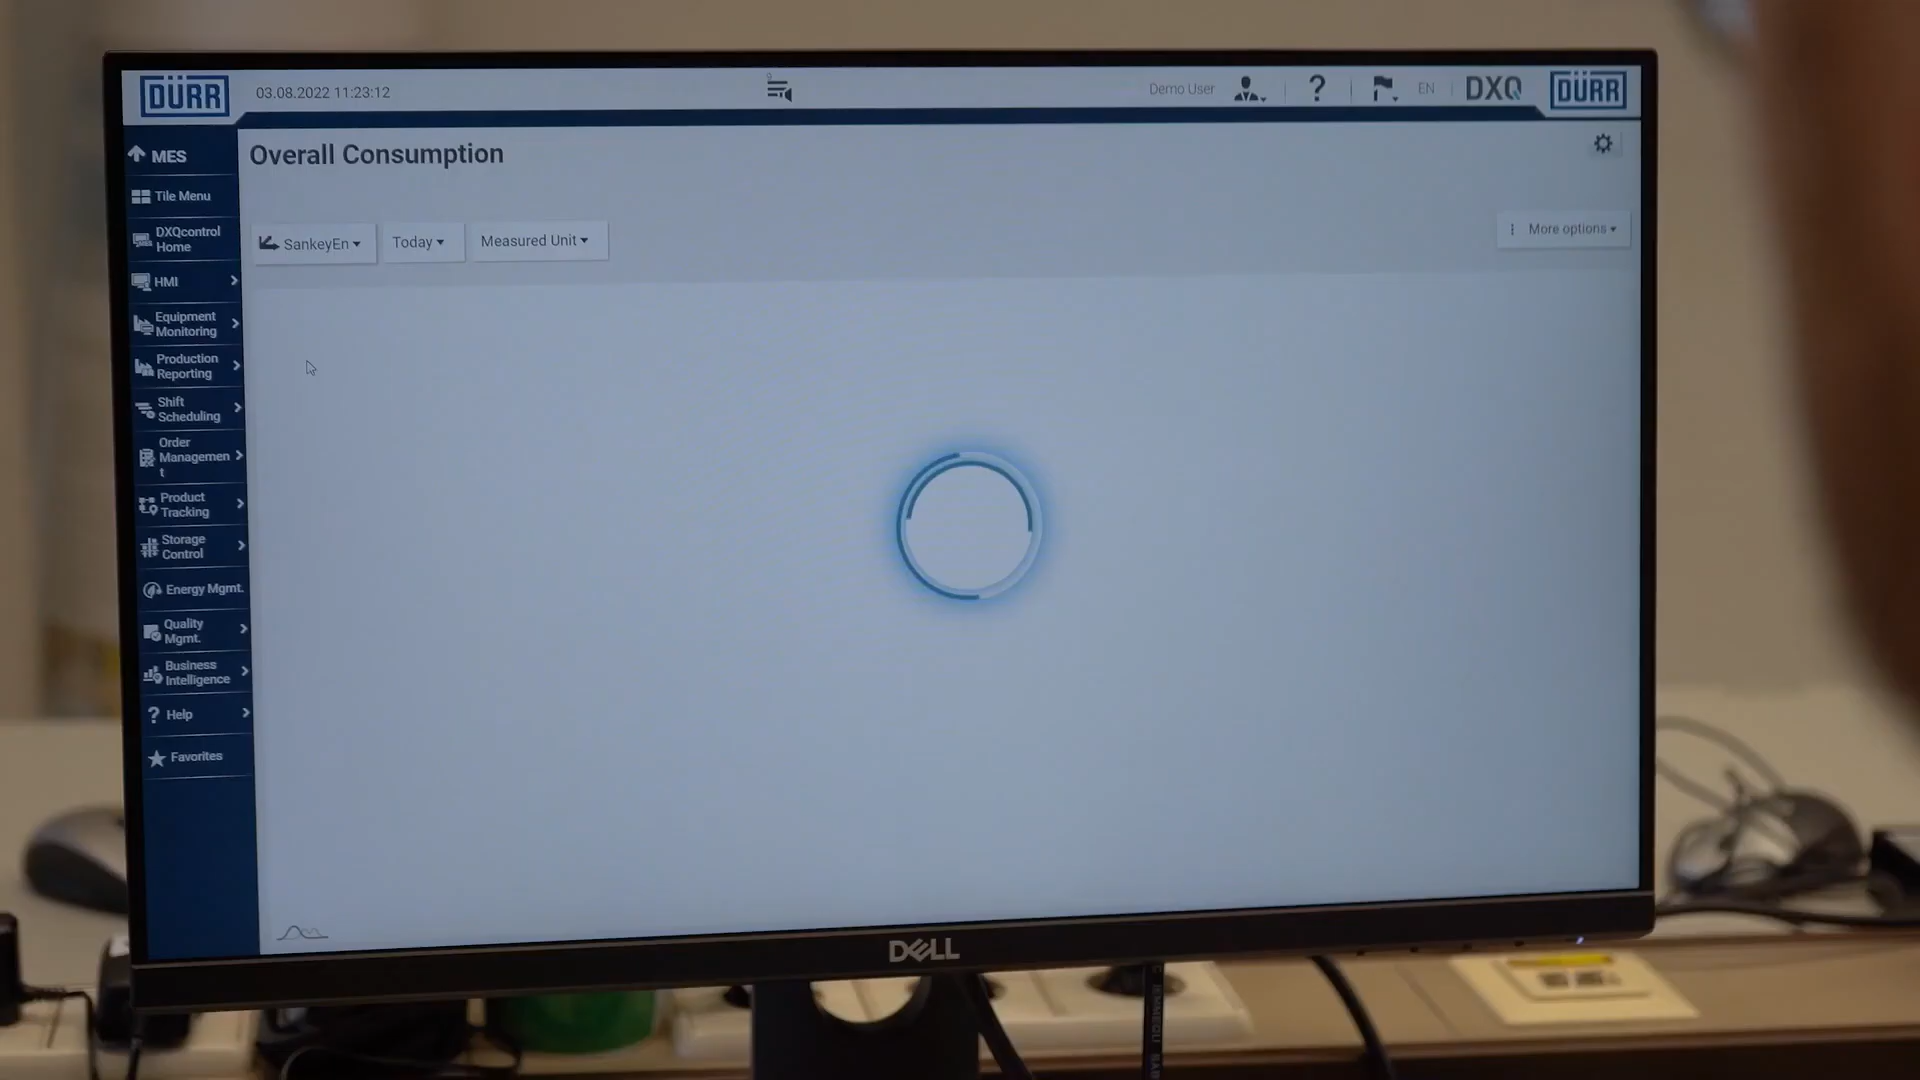 DÜRR
03.08.2022 11:23:12
Demo User
?
EN
DXQ
DÜRR
MES
Overall Consumption
Tile Menu
DXQcontrol
Home
HMI
Equipment
Monitoring
Production
Reporting
Shift
Scheduling
Order
Managemen
t
Product
Tracking
Storage
Control
Energy Mgmt.
Quality
Mgmt.
Business
Intelligence
? Help
Favorites
SankeyEn
Today
Measured Unit
More options
DELL